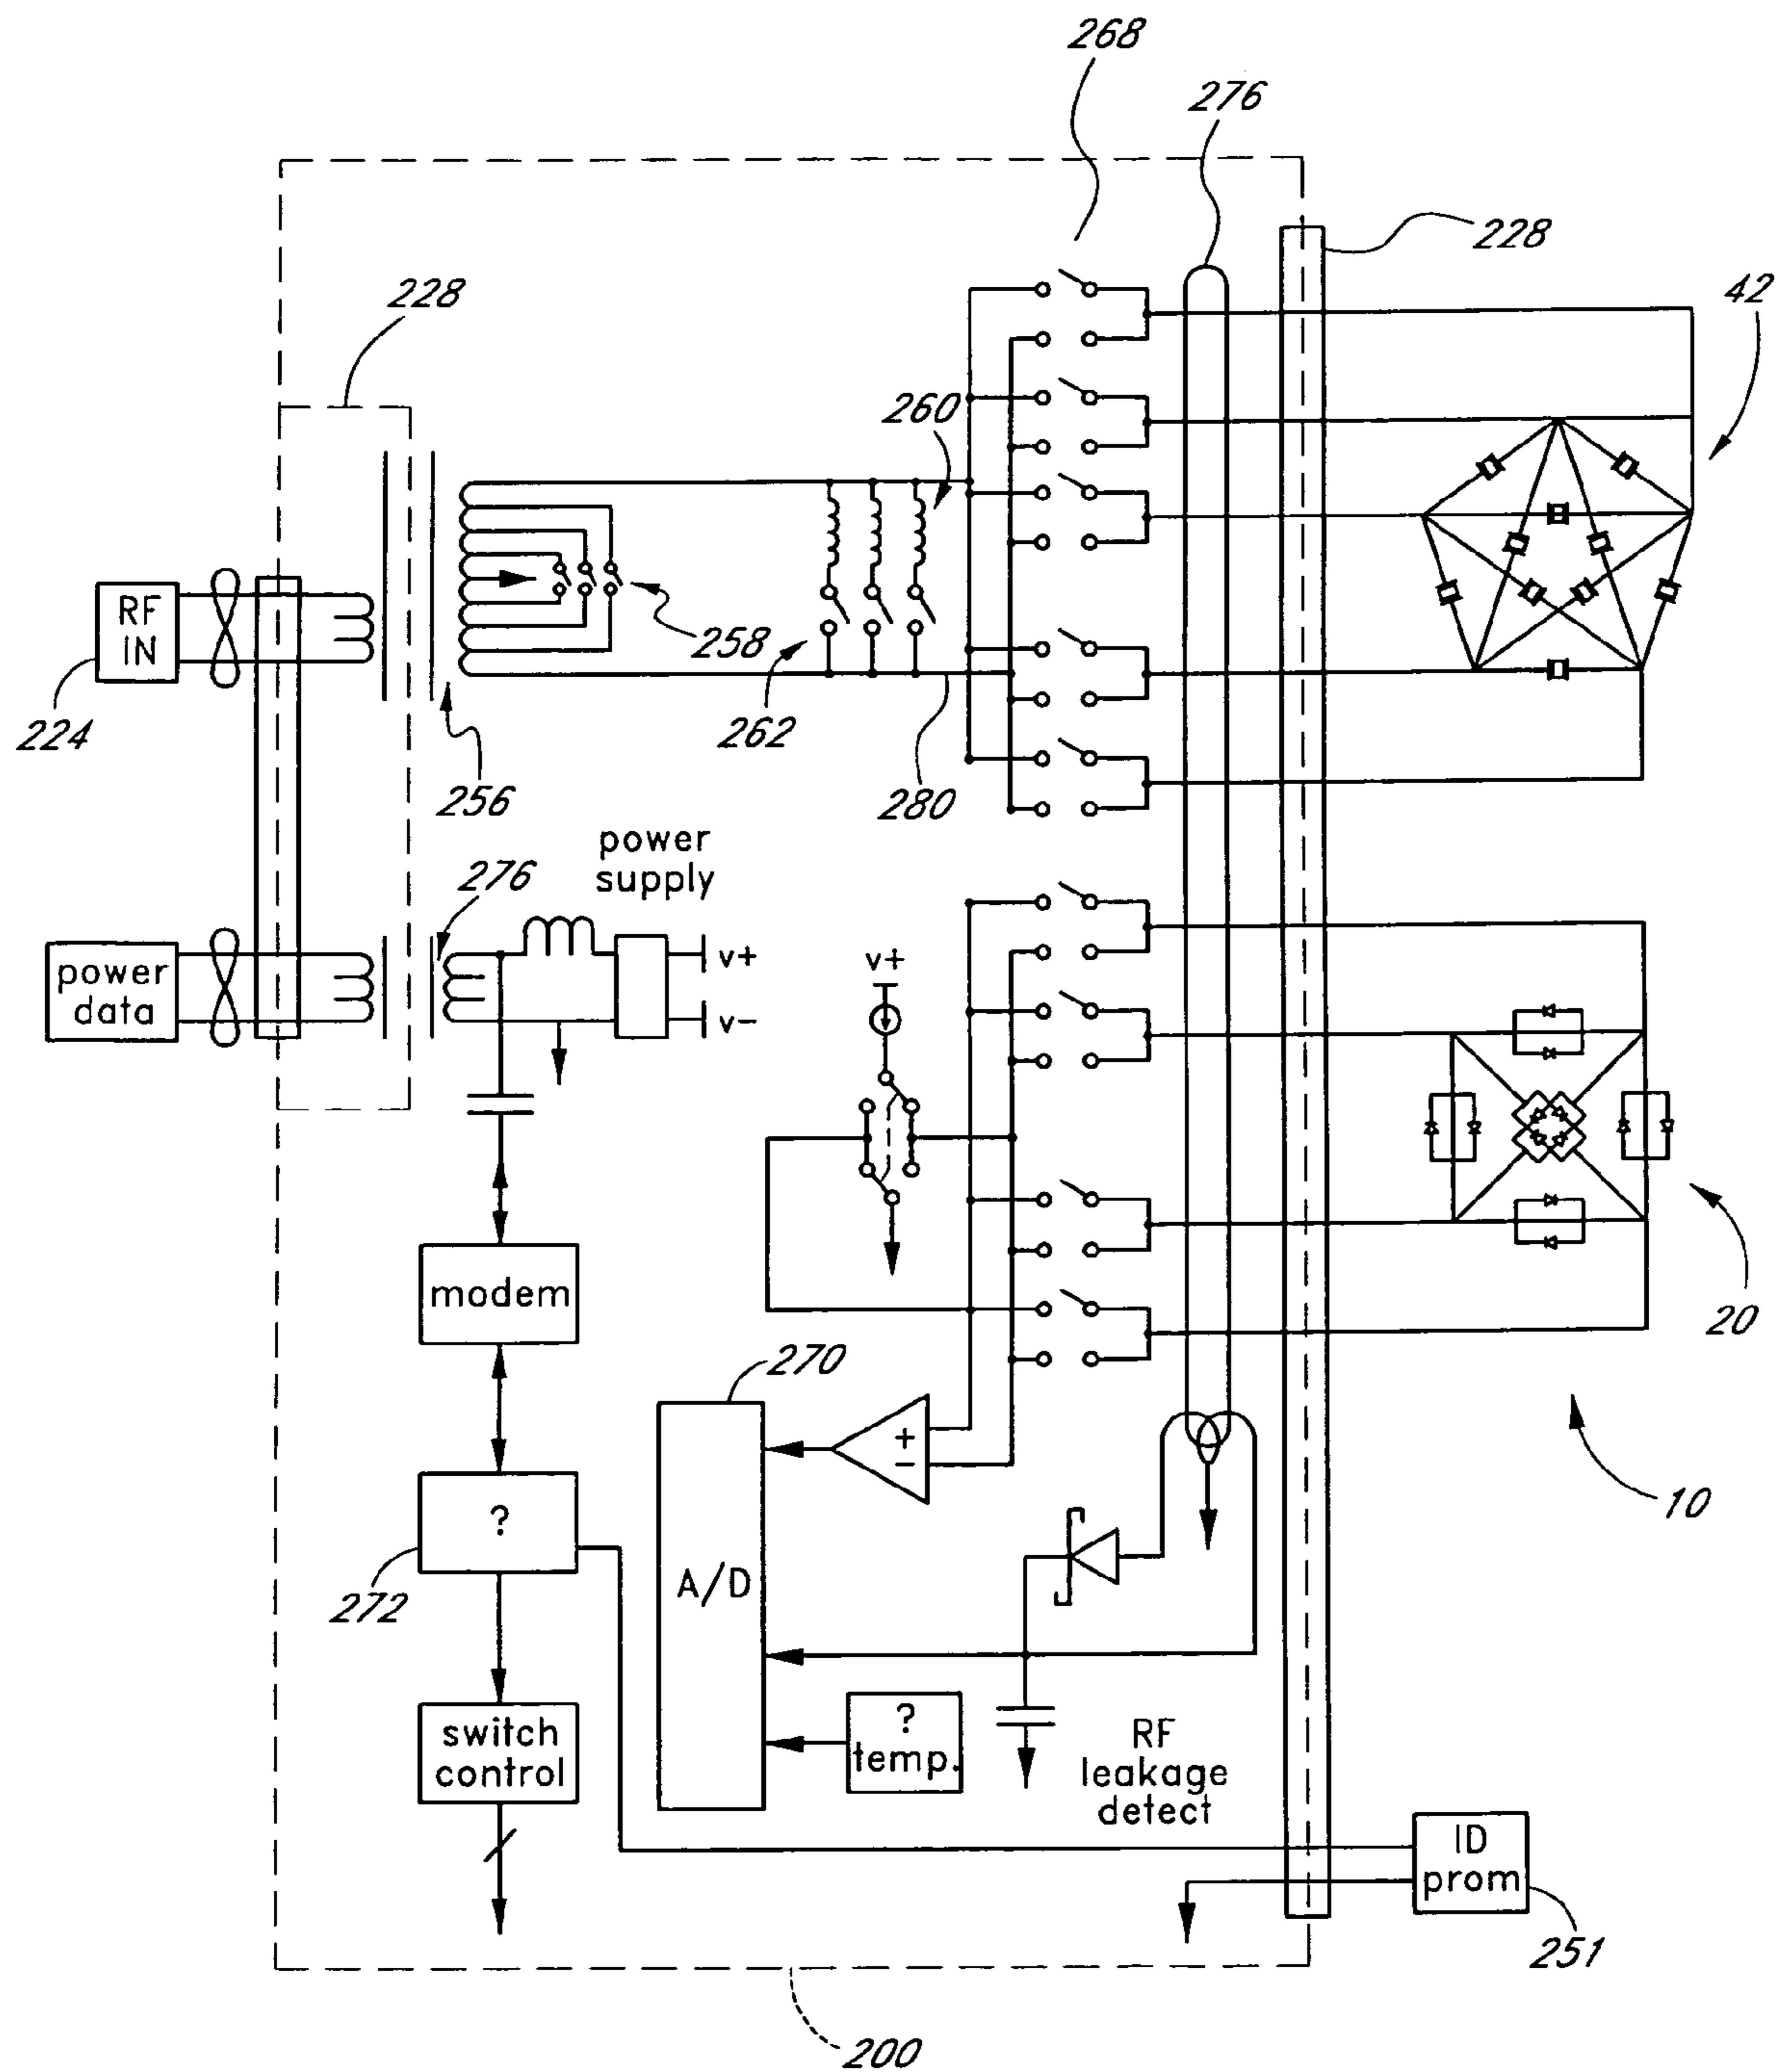 268
276
228
42
228
260
RF
IN
258
224
262
256
280
power
supply
276
v+
v-
v+
power
data
modem
20
270
+
-
10
?
A/D
272
?
temp.
RF
leakage
detect
switch
control
ID
prom
251
200